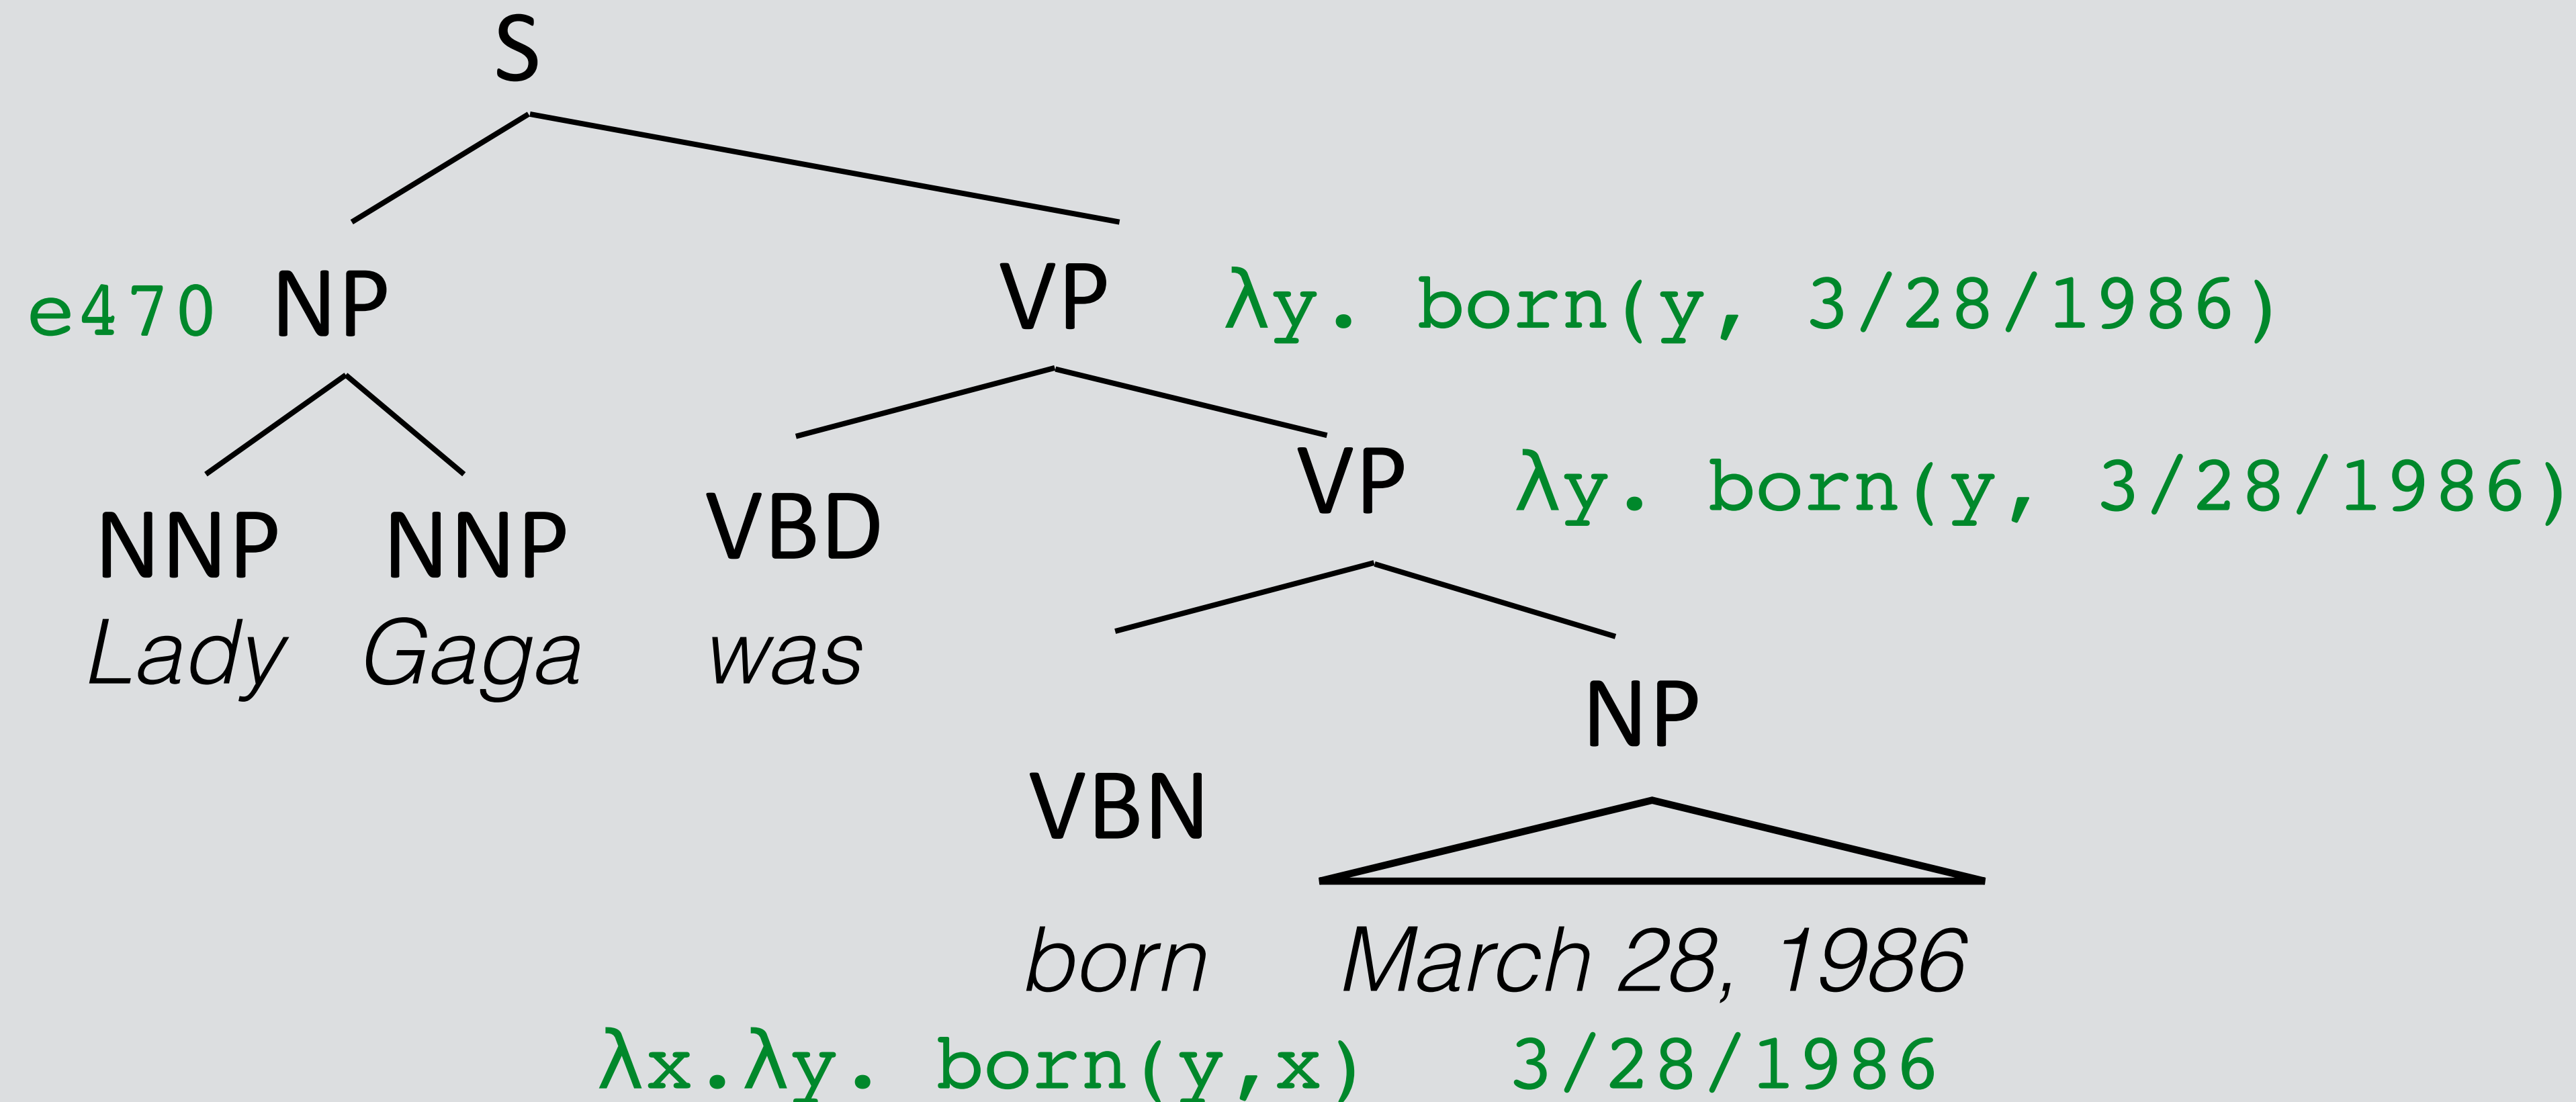 S
e470 NP VP λy. born(y, 3/28/1986)
VP λy. born(y, 3/28/1986)
NNP NNP VBD
Lady Gaga was
NP
VBN
born March 28, 1986
λx.λy. born(y,x) 3/28/1986